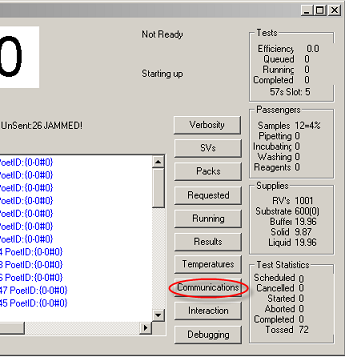 0
Not Ready
Starting up
UnSent:26 JAMMED!
PoetID:{0-0#0}
PoetID:{0-0#0}
PoetID:{0-0#0}
PoetID:{0-0#0}
PoetID:{0-0#0}
PoetID:{0-0#0}
4 PoetID:{0-0#0}
3 PoetID:{0-0#0}
6 PoetID:{0-0#0}
47 PoetID:{0-0#0}
45 PoetID:{0-0#0}
Verbosity
SVs
Packs
Requested
Running
Results
Temperatures
Communications
Interaction
Debugging
Tests
Efficiency 0.0
Queued 0
Running 0
Completed 0
57s Slot: 5
Passengers
Samples 12=4%
Pipetting 0
Incubating 0
Washing 0
Reagents 0
Supplies
RV's 1001
Substrate 600(0)
Buffer 19.96
Solid 9.87
Liquid 19.96
Test Statistics
Scheduled 0
Cancelled 0
Started 0
Aborted 0
Completed 0
Tossed 72